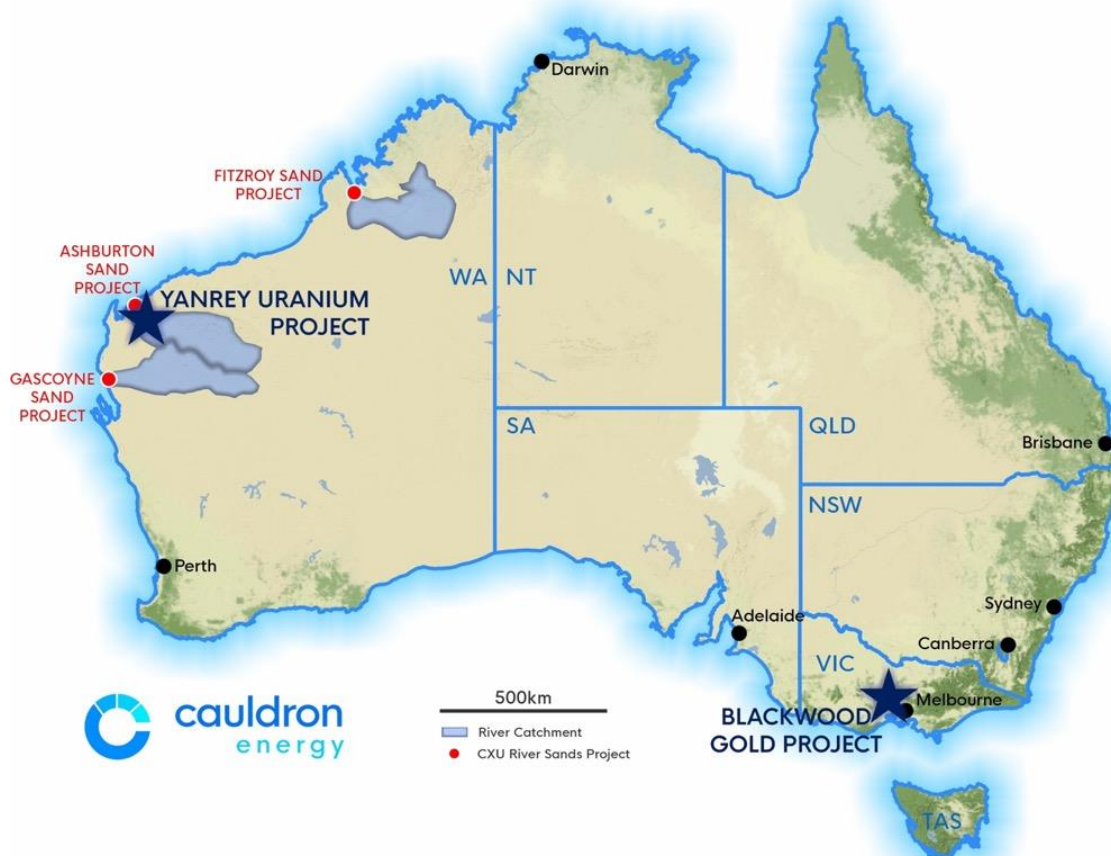 Darwin
FITZROY SAND
PROJECT
ASHBURTON
SAND
PROJECT
WA
NT
YANREY URANIUM
PROJECT
GASCOYNE
SAND
PROJECT
SA
QLD
Brisbane
NSW
Perth
Adelaide
Sydney
Canberra
VIC
Melbourne
BLACKWOOD
GOLD PROJECT
cauldron
energy
500km
River Catchment
CXU River Sands Project
TAS